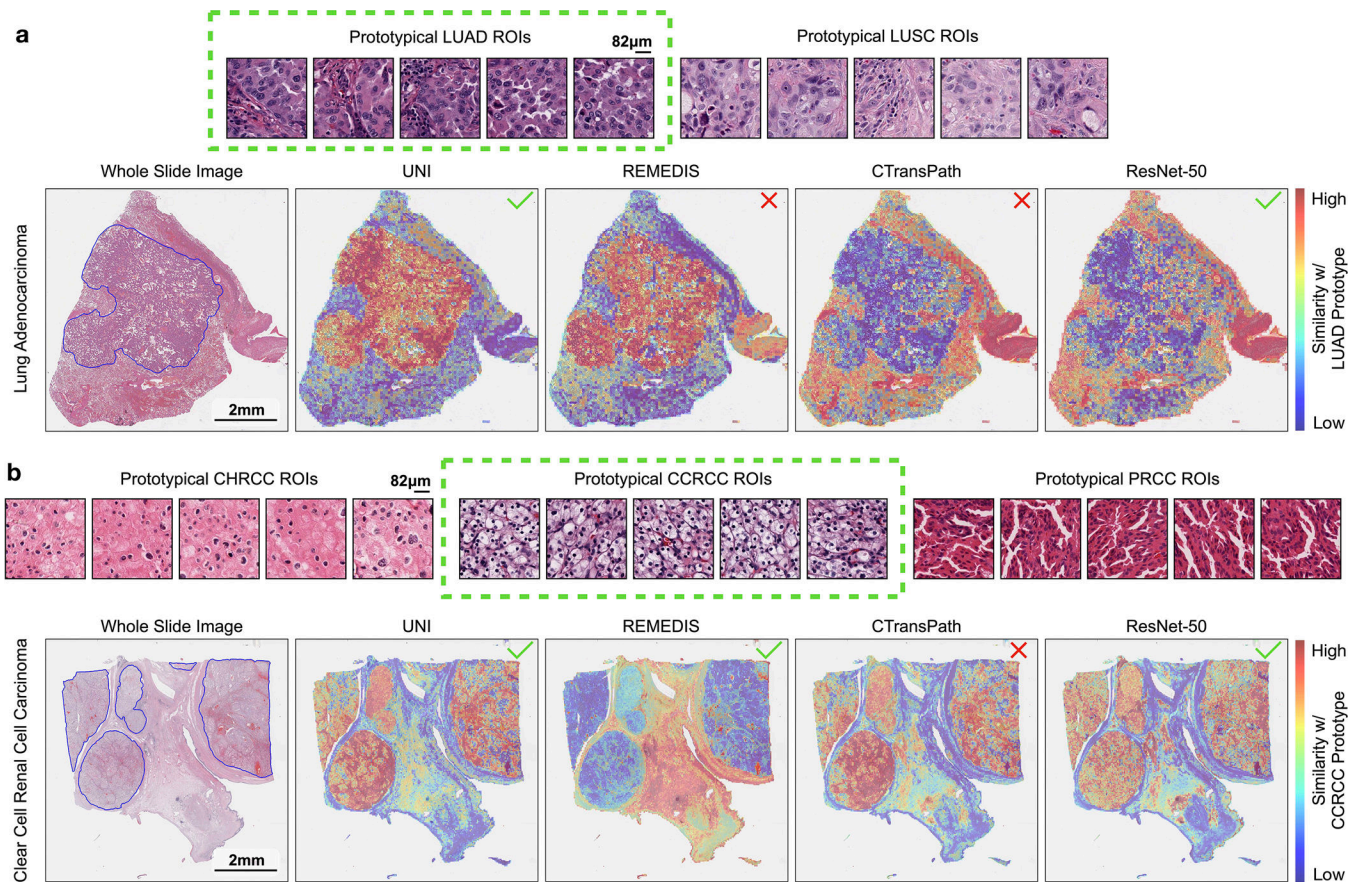 a
Prototypical LUAD ROIs
82µm
Prototypical LUSC ROIs
Whole Slide Image
UNI
REMEDIS
CTransPath
ResNet-50
Lung Adenocarcinoma
2mm
High
Similarity w/
LUAD Prototype
Low
b
Prototypical CHRCC ROIs
82µm
Prototypical CCRCC ROIs
Prototypical PRCC ROIs
Whole Slide Image
UNI
REMEDIS
CTransPath
ResNet-50
Clear Cell Renal Cell Carcinoma
2mm
High
Similarity w/
CCRCC Prototype
Low